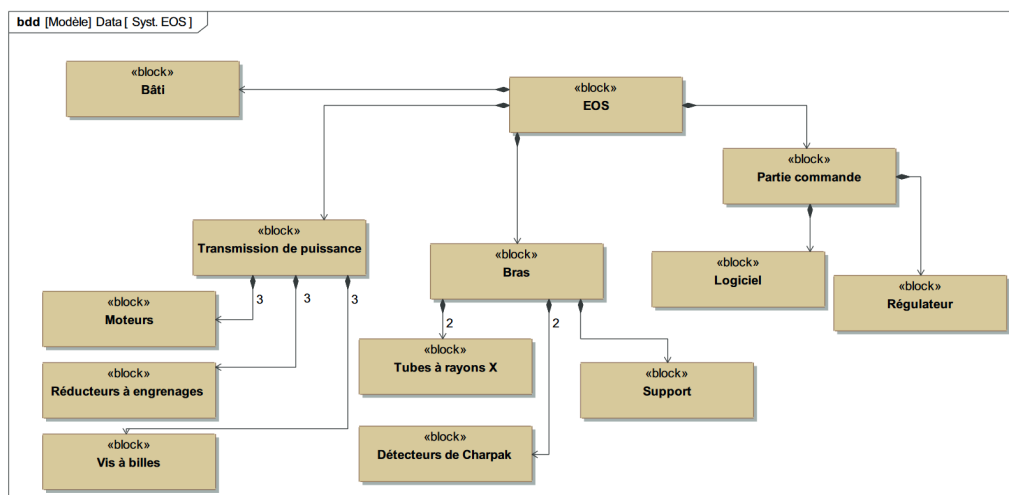 bdd [Modèle] Data [ Syst. EOS ]
«block»
Bâti
«block»
EOS
«block»
Partie commande
«block»
Transmission de puissance
«block»
Bras
«block»
Logiciel
«block»
Régulateur
3
3
3
«block»
Moteurs
2
2
«block»
Tubes à rayons X
«block»
Réducteurs à engrenages
«block»
Support
«block»
Vis à billes
«block»
Détecteurs de Charpak